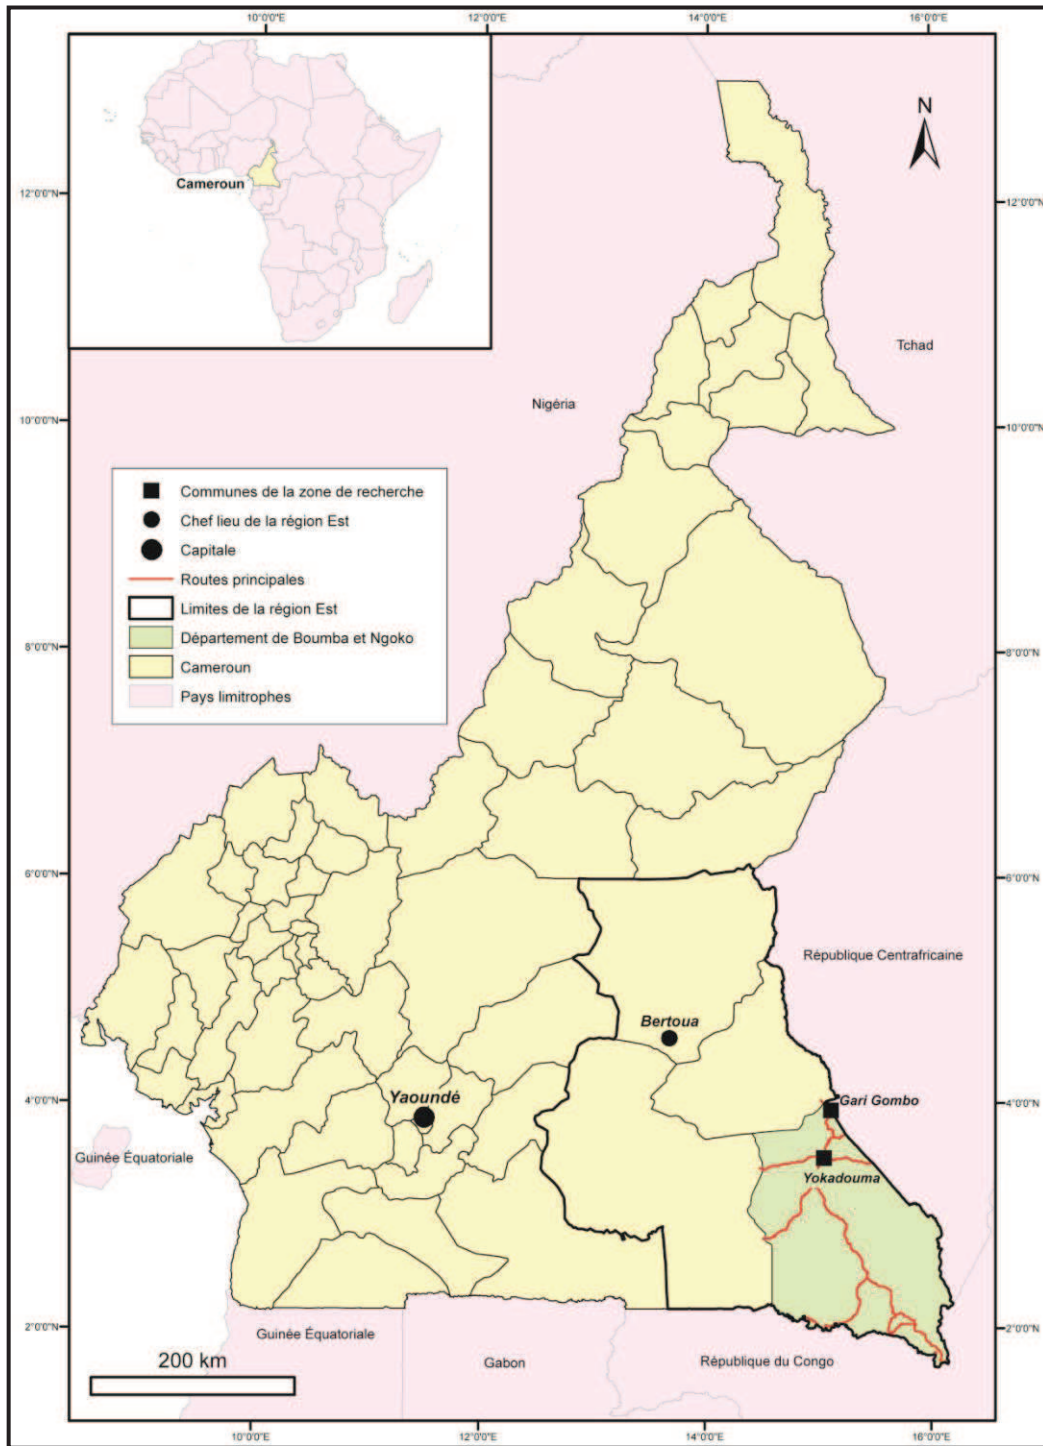 10°0'0"E 12°0'0"E 14°0'0"E 16°0'0"E
N
Cameroun
12°0'0"N 12°0'0"N
Tchad
Nigéria
10°0'0"N 10°0'0"N
Communes de la zone de recherche
Chef lieu de la région Est
Capitale
Routes principales
Limites de la région Est
Département de Boumba et Ngoko
Cameroun
Pays limitrophes
8°0'0"N 8°0'0"N
6°0'0"N 6°0'0"N
République Centrafricaine
Bertoua
Yaoundé
Gari Gombo
4°0'0"N 4°0'0"N
Guinée Équatoriale
Yokadouma
2°0'0"N 2°0'0"N
Guinée Équatoriale
Gabon
République du Congo
200 km
10°0'0"E 12°0'0"E 14°0'0"E 16°0'0"E